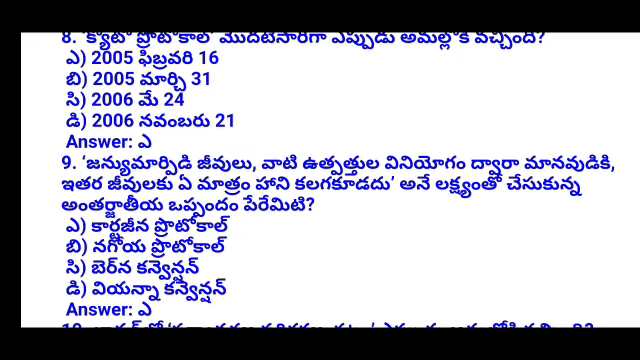 8. 'క్యోటో ప్రోటోకాల్' మొదటిసారిగా ఎప్పుడు అమల్లోకి వచ్చింది?
ఎ) 2005 ఫిబ్రవరి 16
బి) 2005 మార్చి 31
సి) 2006 మే 24
డి) 2006 నవంబరు 21
Answer: ఎ
9. 'జన్యుమార్పిడి జీవులు, వాటి ఉత్పత్తుల వినియోగం ద్వారా మానవుడికి,
ఇతర జీవులకు ఏ మాత్రం హాని కలగకూడదు' అనే లక్ష్యంతో చేసుకున్న
అంతర్జాతీయ ఒప్పందం పేరేమిటి?
ఎ) కార్టజీన ప్రొటోకాల్
బి) నగోయ ప్రొటోకాల్
సి) బెర్‌న కన్వెన్షన్
డి) వియన్నా కన్వెన్షన్
Answer: ఎ